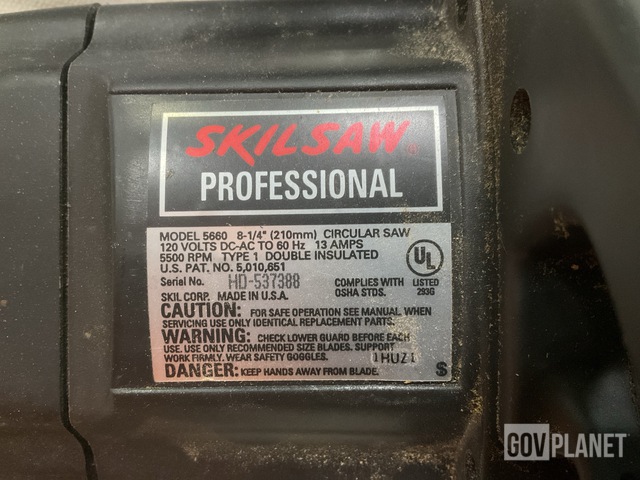 SKILSAW®
PROFESSIONAL
MODEL 5660 8-1/4" (210mm) CIRCULAR SAW
120 VOLTS DC-AC TO 60 Hz 13 AMPS
5500 RPM TYPE 1 DOUBLE INSULATED
U.S. PAT. NO. 5,010,651
Serial No. HD-537388
SKIL CORP. MADE IN U.S.A.
COMPLIES WITH
OSHA STDS.
UL
LISTED
293G
CAUTION: FOR SAFE OPERATION SEE MANUAL. WHEN
SERVICING USE ONLY IDENTICAL REPLACEMENT PARTS.
WARNING: CHECK LOWER GUARD BEFORE EACH
USE. USE ONLY RECOMMENDED SIZE BLADES. SUPPORT
WORK FIRMLY. WEAR SAFETY GOGGLES. 1HUZ1
DANGER: KEEP HANDS AWAY FROM BLADE. S
GOVPLANET